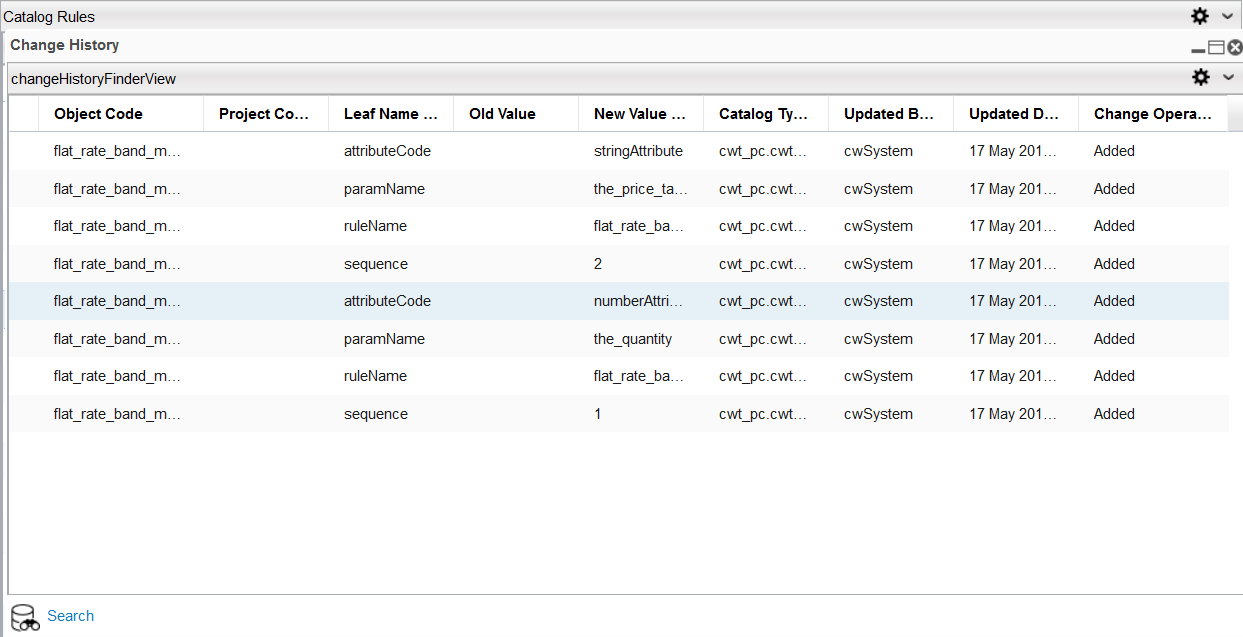 Catalog Rules
Change History
changeHistoryFinderView
Object Code Project Co... Leaf Name ... Old Value New Value ... Catalog Ty... Updated B... Updated D... Change Opera...
flat_rate_band_m... attributeCode stringAttribute cwt_pc.cwt... cwSystem 17 May 201... Added
flat_rate_band_m... paramName the_price_ta... cwt_pc.cwt... cwSystem 17 May 201... Added
flat_rate_band_m... ruleName flat_rate_ba... cwt_pc.cwt... cwSystem 17 May 201... Added
flat_rate_band_m... sequence 2 cwt_pc.cwt... cwSystem 17 May 201... Added
flat_rate_band_m... attributeCode numberAttri... cwt_pc.cwt... cwSystem 17 May 201... Added
flat_rate_band_m... paramName the_quantity cwt_pc.cwt... cwSystem 17 May 201... Added
flat_rate_band_m... ruleName flat_rate_ba... cwt_pc.cwt... cwSystem 17 May 201... Added
flat_rate_band_m... sequence 1 cwt_pc.cwt... cwSystem 17 May 201... Added
Search